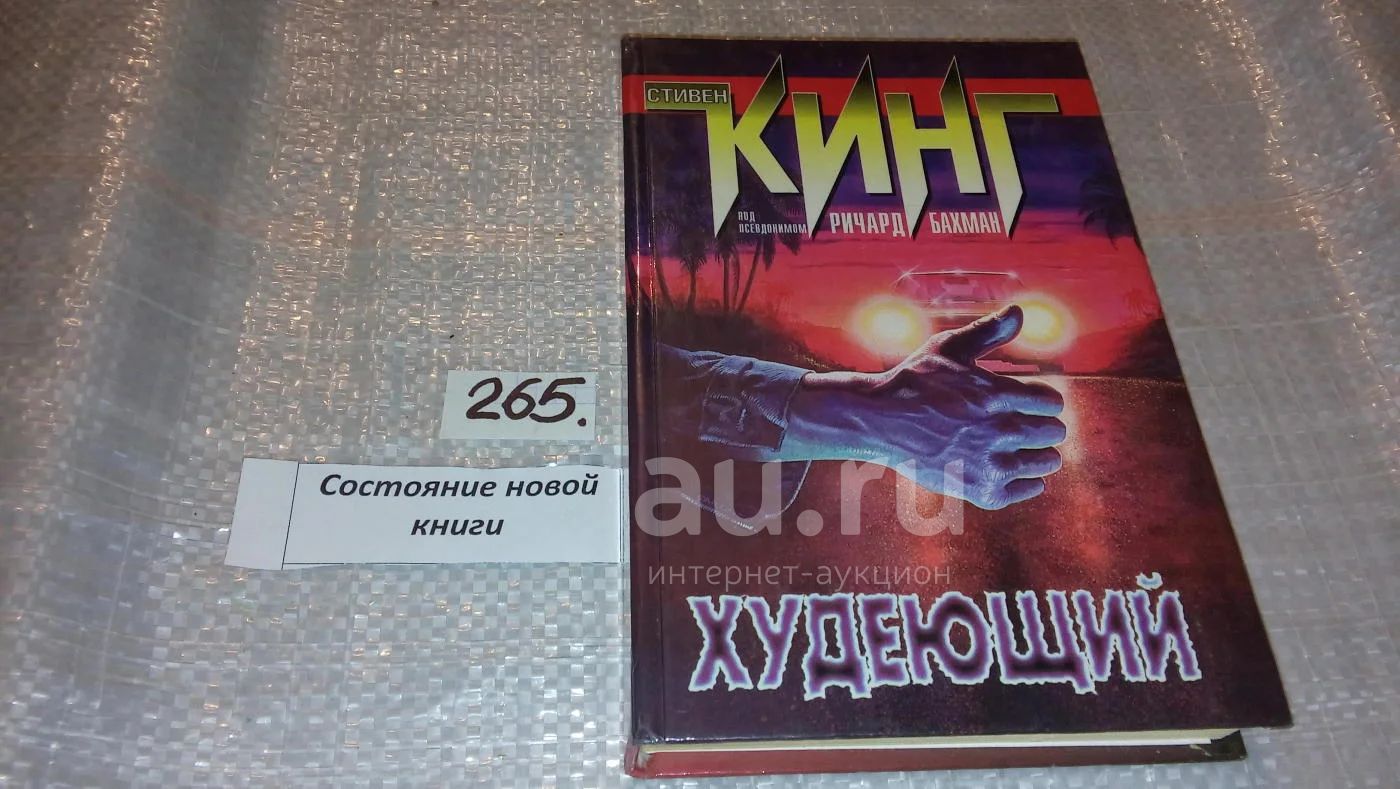 СТИВЕН
КИНГ
ПОД
ПСЕВДОНИМОМ
РИЧАРД БАХМАН
265.
Состояние новой
книги
au.ru
интернет-аукцион
ХУДЕЮЩИЙ